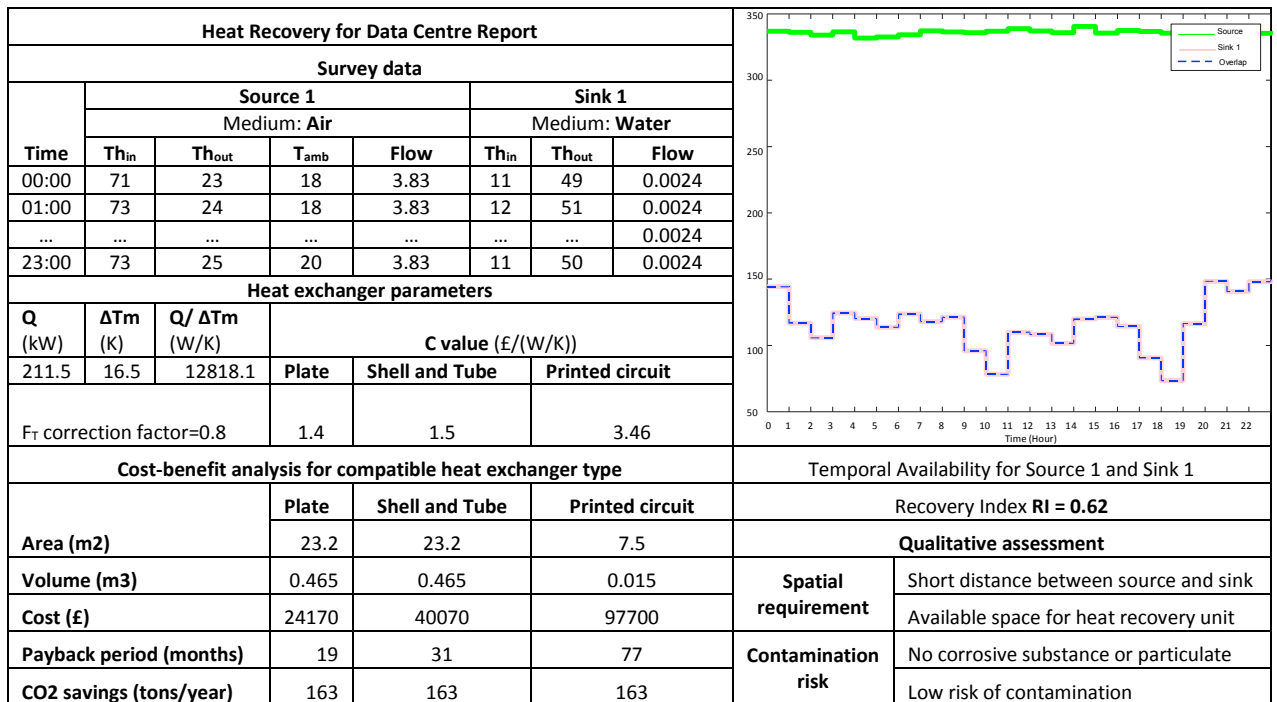 Heat Recovery for Data Centre Report
Survey data
Source 1 Sink 1
Medium: Air Medium: Water
Time Thin Thout Tamb Flow Thin Thout Flow
00:00 71 23 18 3.83 11 49 0.0024
01:00 73 24 18 3.83 12 51 0.0024
... ... ... ... ... ... ... 0.0024
23:00 73 25 20 3.83 11 50 0.0024
Heat exchanger parameters
Q ΔTm Q/ ΔTm
(kW) (K) (W/K) C value (£/(W/K))
211.5 16.5 12818.1 Plate Shell and Tube Printed circuit
FT correction factor=0.8 1.4 1.5 3.46
Cost-benefit analysis for compatible heat exchanger type
Plate Shell and Tube Printed circuit
Area (m2) 23.2 23.2 7.5
Volume (m3) 0.465 0.465 0.015
Cost (£) 24170 40070 97700
Payback period (months) 19 31 77
CO2 savings (tons/year) 163 163 163
350
300
250
200
150
100
50
Source
Sink 1
Overlap
0 1 2 3 4 5 6 7 8 9 10 11 12 13 14 15 16 17 18 19 20 21 22
Time (Hour)
Temporal Availability for Source 1 and Sink 1
Recovery Index RI = 0.62
Qualitative assessment
Spatial
requirement
Short distance between source and sink
Available space for heat recovery unit
Contamination
risk
No corrosive substance or particulate
Low risk of contamination